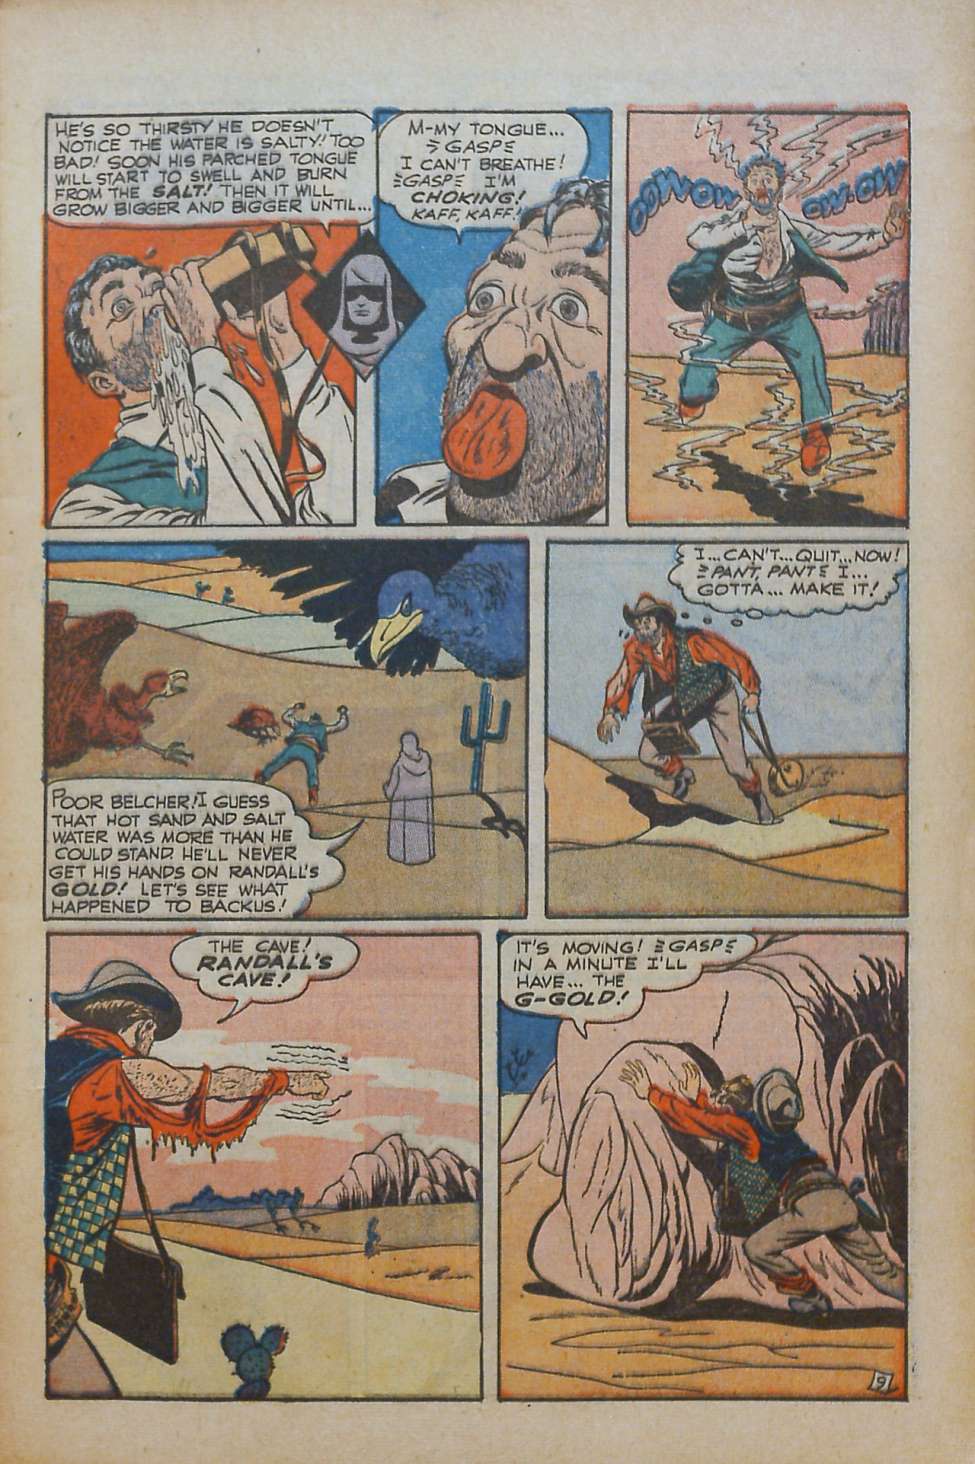 HE'S SO THIRSTY HE DOESN'T
NOTICE THE WATER IS SALTY! TOO
BAD! SOON HIS PARCHED TONGUE
WILL START TO SWELL AND BURN
FROM THE SALT! THEN IT WILL
GROW BIGGER AND BIGGER UNTIL...
M-MY TONGUE...
GASP
I CAN'T BREATHE!
GASP I'M
CHOKING!
KAFF, KAFF!
OOWOWOW
OW-OW
POOR BELCHER! I GUESS
THAT HOT SAND AND SALT
WATER WAS MORE THAN HE
COULD STAND. HE'LL NEVER
GET HIS HANDS ON RANDALL'S
GOLD! LET'S SEE WHAT
HAPPENED TO BACKUS!
I...CAN'T...QUIT...NOW!
PANT, PANT I...
GOTTA... MAKE IT!
THE CAVE!
RANDALL'S
CAVE!
IT'S MOVING! GASP
IN A MINUTE I'LL
HAVE... THE
G-GOLD!
9